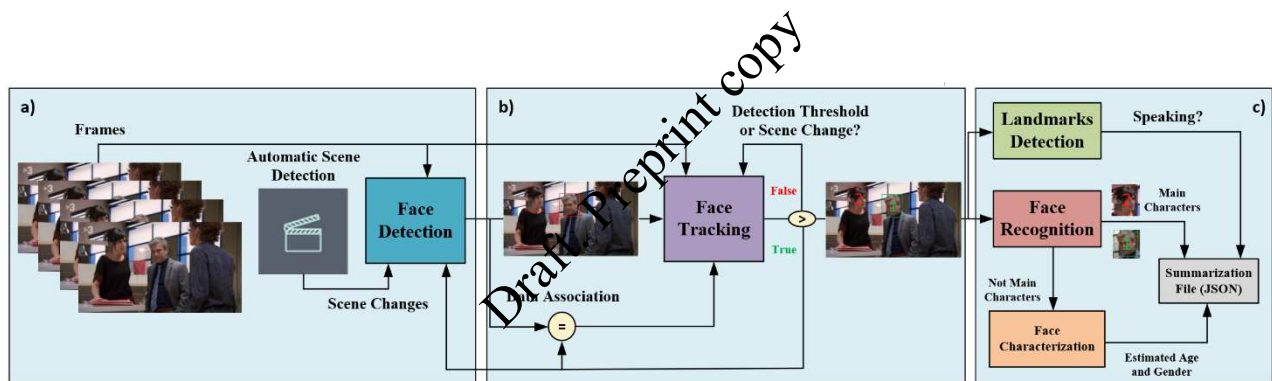 a)
Frames
Automatic Scene
Detection
Face
Detection
Scene Changes
b)
Detection Threshold
or Scene Change?
Face
Tracking
False
>
True
Data Association
=
c)
Landmarks
Detection
Speaking?
Face
Recognition
Main
Characters
Not Main
Characters
Summarization
File (JSON)
Face
Characterization
Estimated Age
and Gender
Draft. Preprint copy